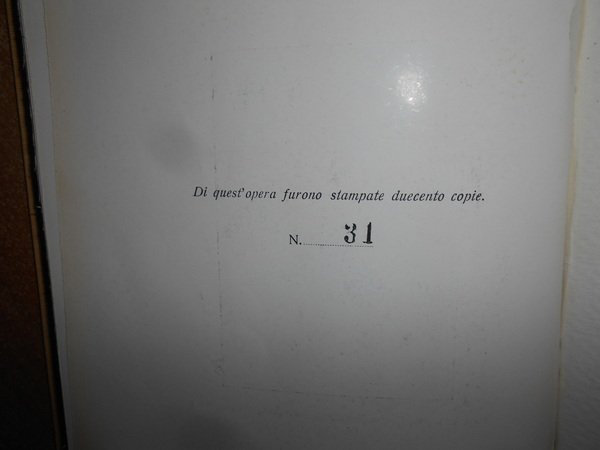 Di quest'opera furono stampate duecento copie.
N. 31